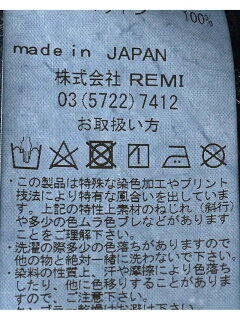 100%
made in JAPAN
株式会社 REMI
03 (5722) 7412
お取扱い方
・この製品は特殊な染色加工やプリント
技法により特有な風合いを出していま
す。上記の特性上素材のねじれ（斜行）
や多少の色ムラ色ブレなどがあります
ことをご理解下さい。
・洗濯の際多少の色落ちがありますので
他の物と絶対一緒に洗わないで下さい。
・染料の性質上、汗や摩擦により色落ち
したり、他に色移りすることがありま
すので、ご注意下さい。